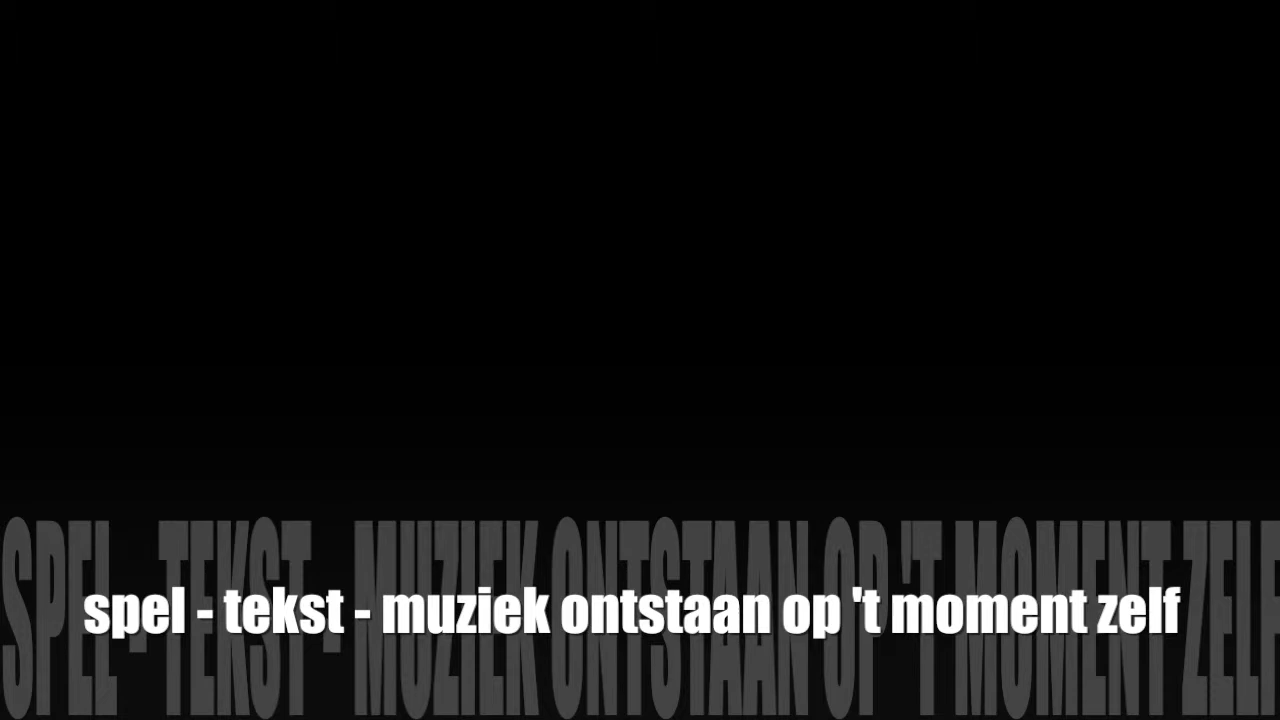 SPEL - TEKST - MUZIEK ONTSTAAN OP 'T MOMENT ZELF
spel - tekst - muziek ontstaan op 't moment zelf